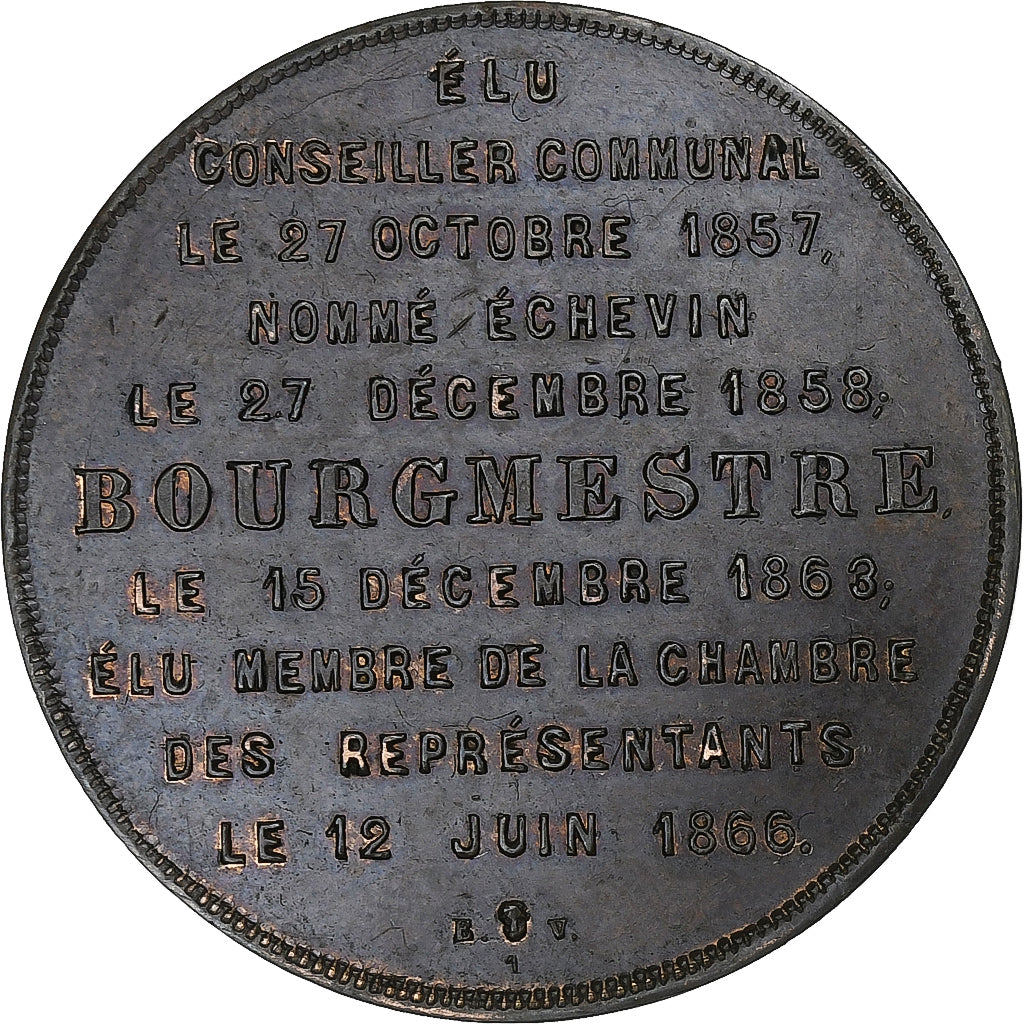 ÉLU
CONSEILLER COMMUNAL
LE 27 OCTOBRE 1857,
NOMMÉ ÉCHEVIN
LE 27 DÉCEMBRE 1858;
BOURGMESTRE,
LE 15 DÉCEMBRE 1863;
ÉLU MEMBRE DE LA CHAMBRE
DES REPRÉSENTANTS
LE 12 JUIN 1866.
E. V.
1